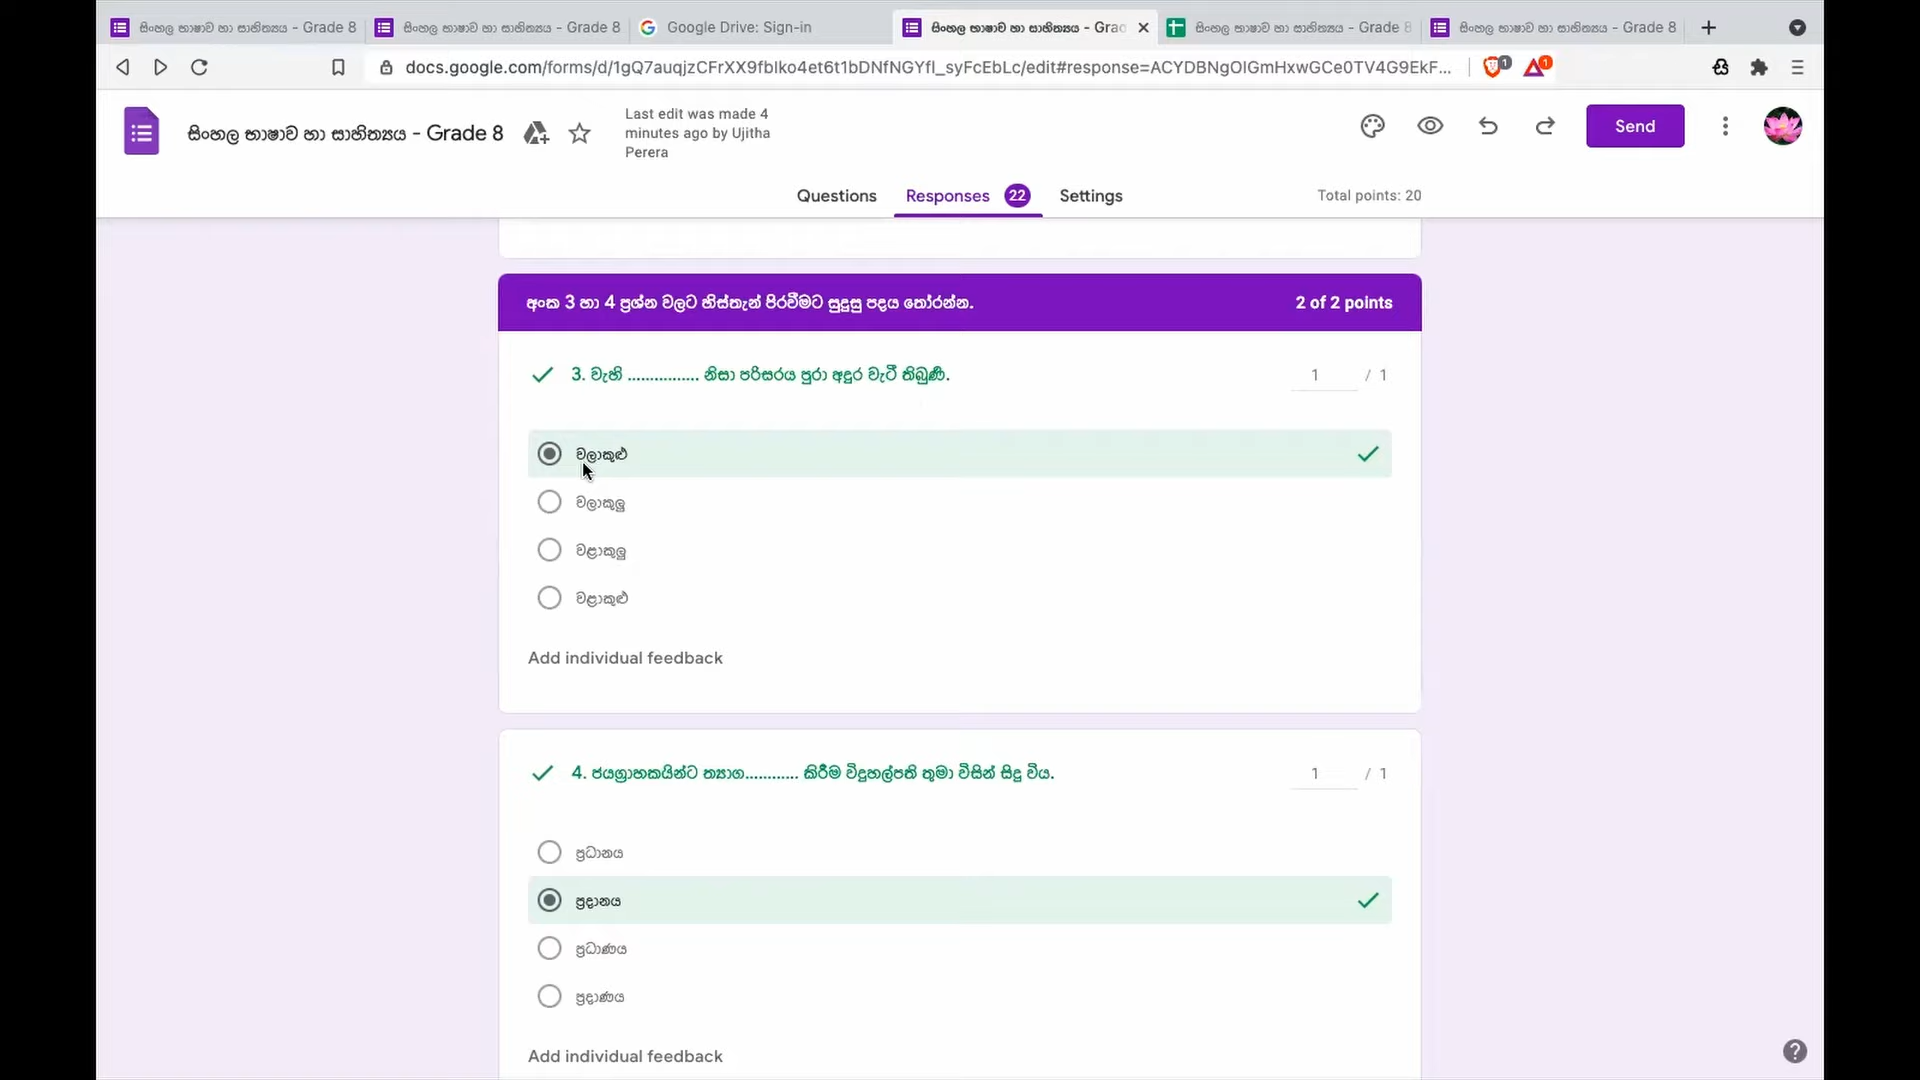 සිංහල භාෂාව හා සාහිත්‍යය - Grade 8
සිංහල භාෂාව හා සාහිත්‍යය - Grade 8
Google Drive: Sign-in
සිංහල භාෂාව හා සාහිත්‍යය - Grad
සිංහල භාෂාව හා සාහිත්‍යය - Grade 8
සිංහල භාෂාව හා සාහිත්‍යය - Grade 8
docs.google.com/forms/d/1gQ7auqjzCFrXX9fblko4et6t1bDNfNGYfl_syFcEbLc/edit#response=ACYDBNgOlGmHxwGCe0TV4G9EkF...
1
1
සිංහල භාෂාව හා සාහිත්‍යය - Grade 8
Last edit was made 4
minutes ago by Ujitha
Perera
Send
Questions
Responses 22
Settings
Total points: 20
අංක 3 හා 4 ප්‍රශ්න වලට හිස්තැන් පිරවීමට සුදුසු පදය තෝරන්න.
2 of 2 points
3. වැහි ............... නිසා පරිසරය පුරා අඳුර වැටී තිබුණි.
1 / 1
වලාකුළු
වලාකුලු
වළාකුලු
වළාකුළු
Add individual feedback
4. ජයග්‍රාහකයින්ට ත්‍යාග............ කිරීම විදුහල්පති තුමා විසින් සිදු විය.
1 / 1
ප්‍රධානය
ප්‍රදානය
ප්‍රධාණය
ප්‍රදාණය
Add individual feedback